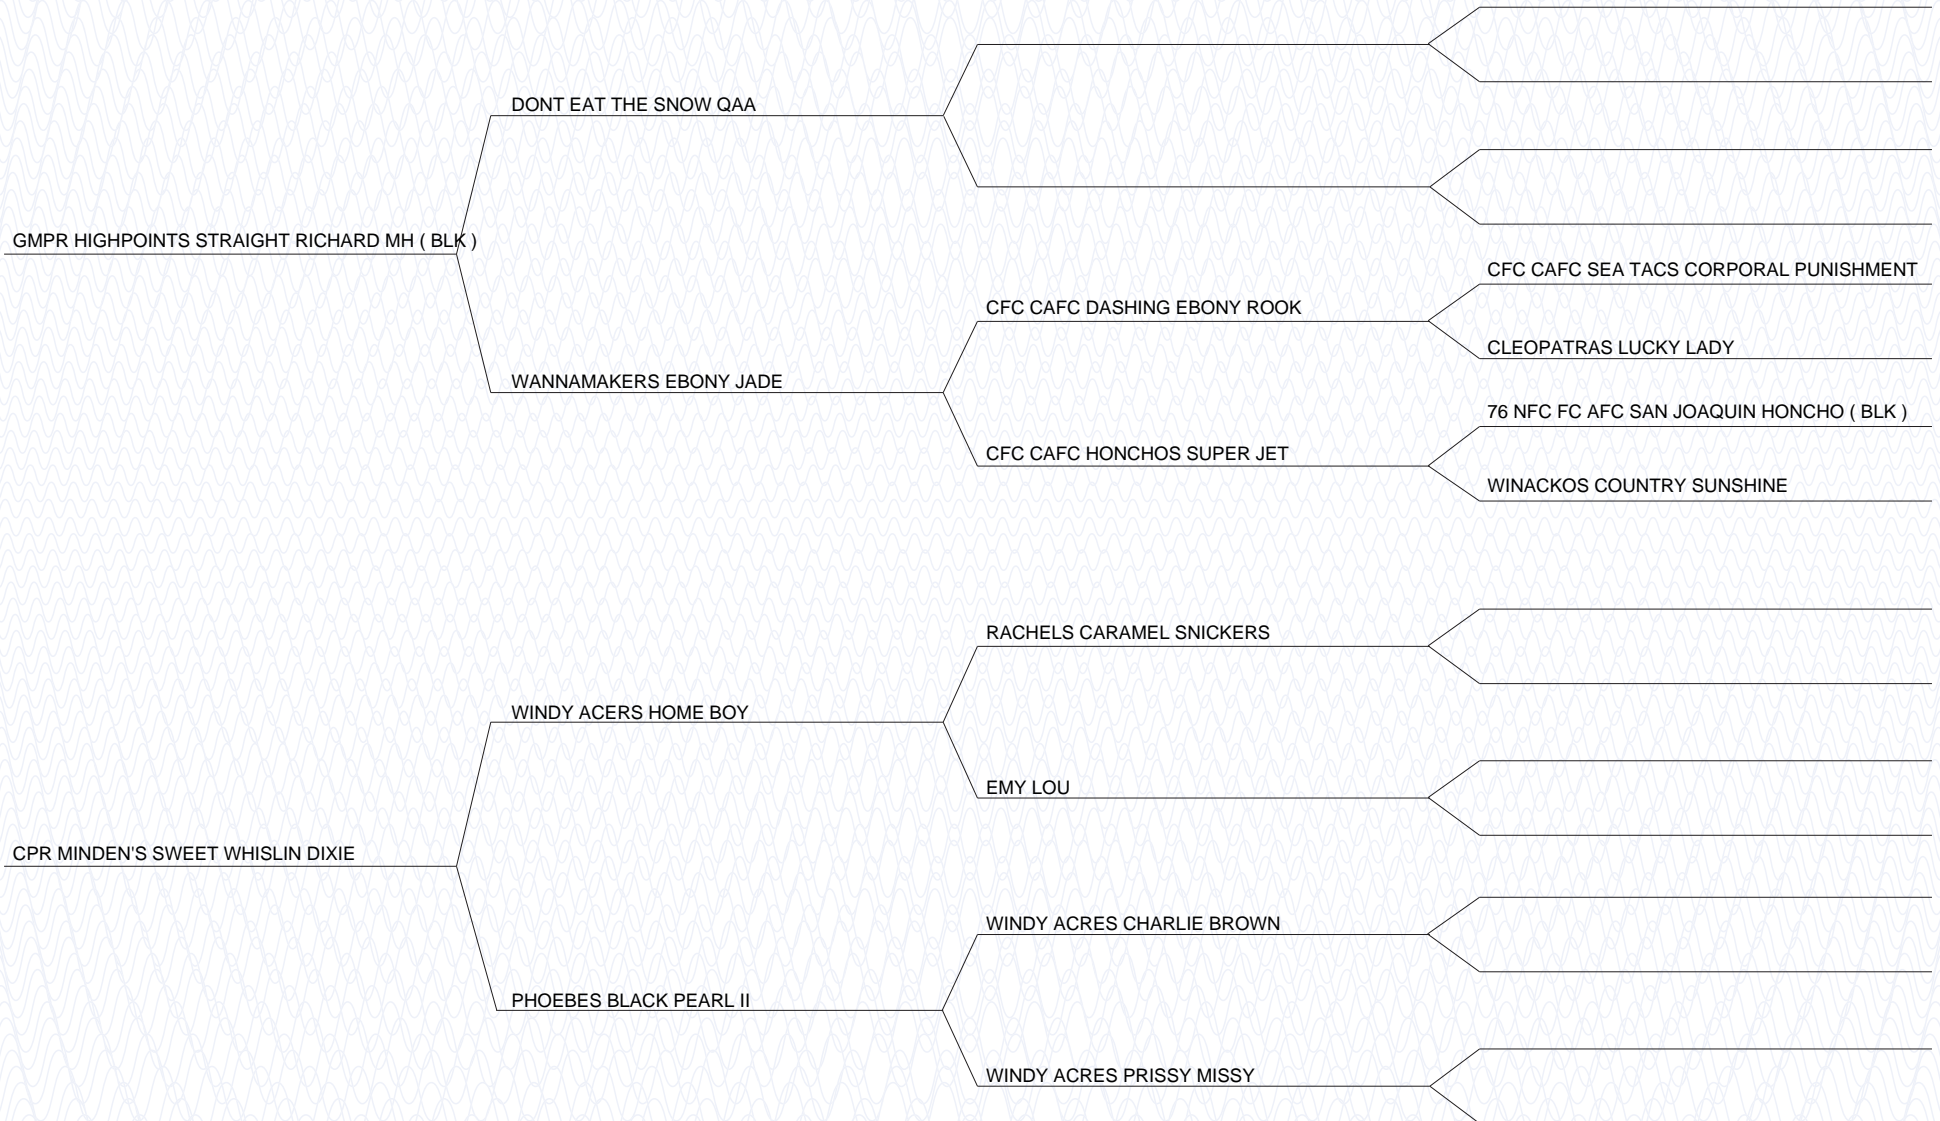 DONT EAT THE SNOW QAA
GMPR HIGHPOINTS STRAIGHT RICHARD MH ( BLK )
CFC CAFC SEA TACS CORPORAL PUNISHMENT
CFC CAFC DASHING EBONY ROOK
CLEOPATRAS LUCKY LADY
WANNAMAKERS EBONY JADE
76 NFC FC AFC SAN JOAQUIN HONCHO ( BLK )
CFC CAFC HONCHOS SUPER JET
WINACKOS COUNTRY SUNSHINE
RACHELS CARAMEL SNICKERS
WINDY ACERS HOME BOY
EMY LOU
CPR MINDEN'S SWEET WHISLIN DIXIE
WINDY ACRES CHARLIE BROWN
PHOEBES BLACK PEARL II
WINDY ACRES PRISSY MISSY